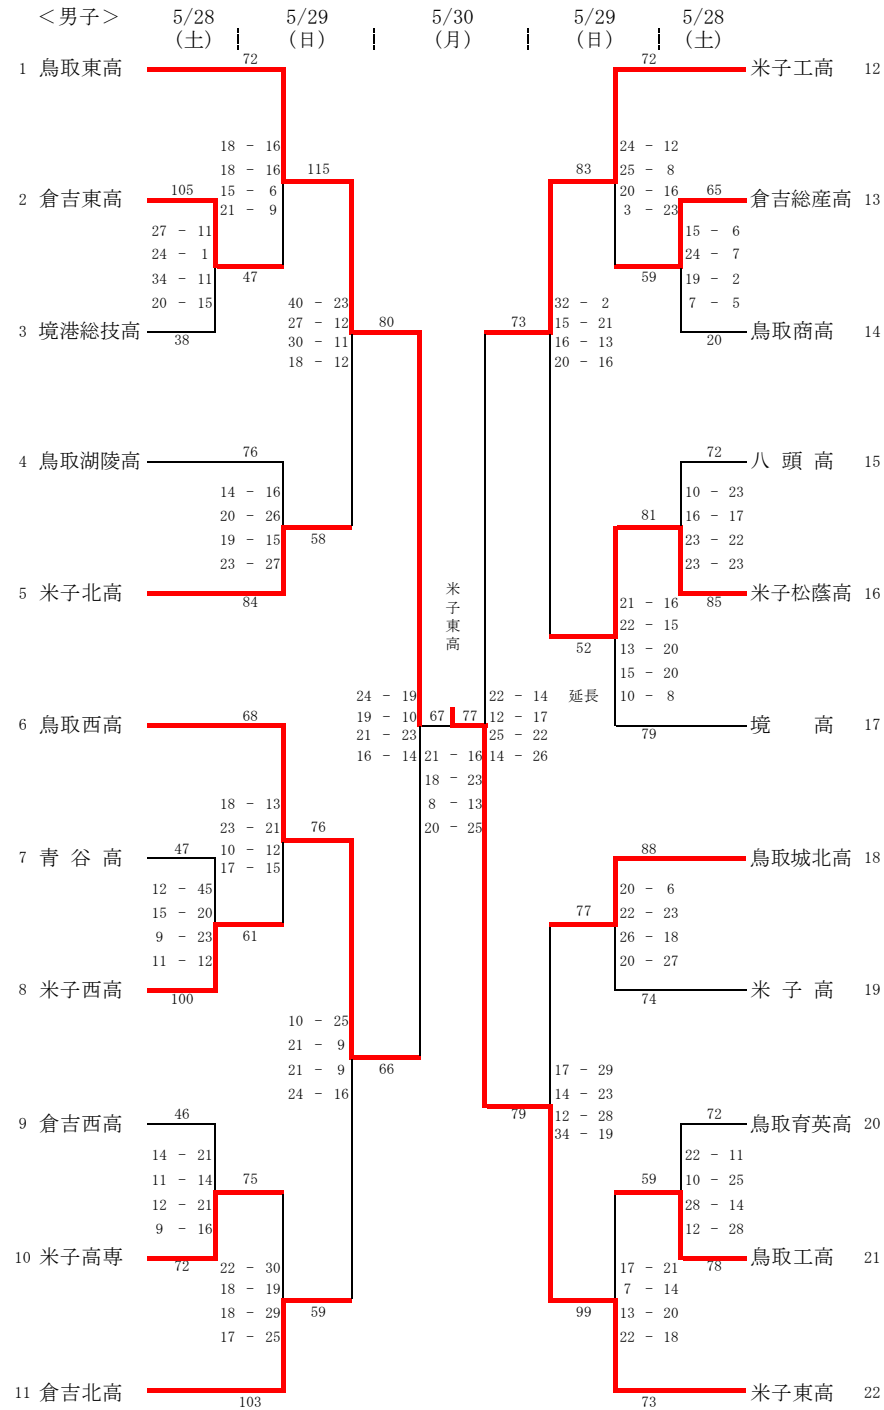 ＜男子＞ 5/28 5/29 5/30 5/29 5/28
(土) (日) (月) (日) (土)
72 72
1 鳥取東高 米子工高 12
18 - 16 24 - 12
18 - 16 115 83 25 - 8
105 15 - 6 20 - 16 65
2 倉吉東高 倉吉総産高 13
21 - 9 3 - 23
27 - 11 15 - 6
24 - 1 24 - 7
34 - 11 47 59 19 - 2
20 - 15 40 - 23 32 - 2 7 - 5
27 - 12 80 73 15 - 21
3 境港総技高 鳥取商高 14
38 30 - 11 16 - 13 20
18 - 12 20 - 16
76 72
4 鳥取湖陵高 八頭高 15
14 - 16 10 - 23
20 - 26 81 16 - 17
19 - 15 58 23 - 22
23 - 27 23 - 23
5 米子北高 米子東高 米子松蔭高 16
84 21 - 16 85
22 - 15
52 13 - 20
15 - 20
24 - 19 22 - 14 延長 10 - 8
68 19 - 10 67 77 12 - 17
6 鳥取西高 境高 17
21 - 23 25 - 22 79
16 - 14 21 - 16 14 - 26
18 - 23
18 - 13 8 - 13
23 - 21 76 20 - 25
47 10 - 12 88
7 青谷高 鳥取城北高 18
17 - 15
12 - 45 20 - 6
15 - 20 77 22 - 23
9 - 23 61 26 - 18
11 - 12 20 - 27
8 米子西高 米子高 19
100 74
10 - 25
21 - 9
21 - 9 66 17 - 29
24 - 16 14 - 23
46 79 12 - 28 72
9 倉吉西高 鳥取育英高 20
34 - 19
14 - 21 22 - 11
11 - 14 75 59 10 - 25
12 - 21 28 - 14
9 - 16 12 - 28
10 米子高専 鳥取工高 21
72 22 - 30 17 - 21 78
18 - 19 7 - 14
18 - 29 59 99 13 - 20
17 - 25 22 - 18
11 倉吉北高 米子東高 22
103 73